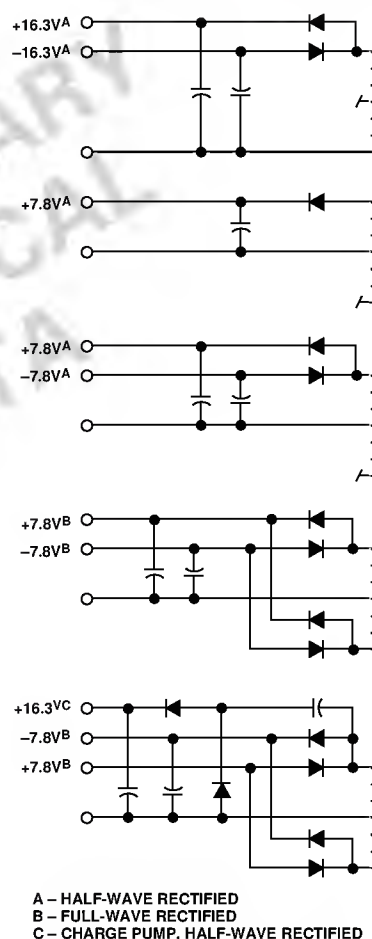 +16.3VA
–16.3VA
+7.8VA
+7.8VA
–7.8VA
+7.8VB
–7.8VB
+16.3VC
–7.8VB
+7.8VB
A – HALF-WAVE RECTIFIED
B – FULL-WAVE RECTIFIED
C – CHARGE PUMP. HALF-WAVE RECTIFIED